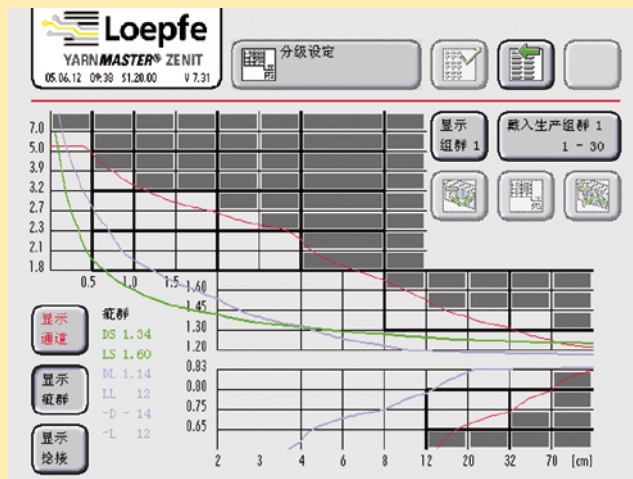 Loepfe
YARNMASTER® ZENIT
05.06.12 09:38 S1.20.00 V 7.31
分级设定
显示
组群 1
载入生产组群 1
1 - 30
7.0
5.0
3.9
3.2
2.7
2.3
2.1
1.8
0.5 1.0 1.5
1.60
1.45
1.30
1.20
0.83
0.80
0.75
0.65
2 3 4 6 8 12 20 32 70 [cm]
显示
通道
显示
疵群
显示
捻接
疵群
DS 1.34
LS 1.60
DL 1.14
LL 12
-D - 14
-L 12